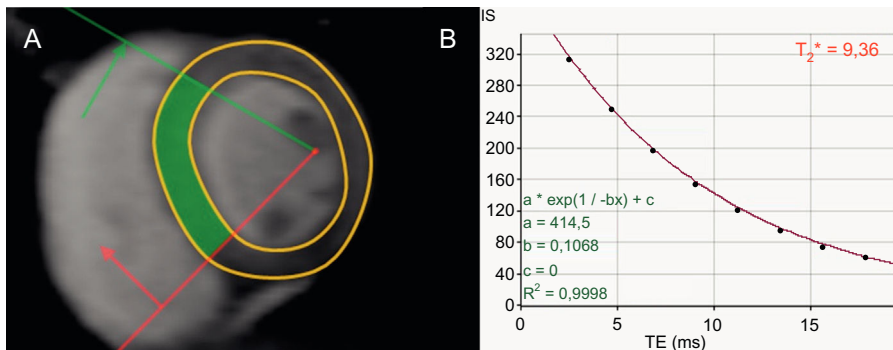 A
B
IS
T2* = 9,36
320
280
240
200
160
120
80
40
0
a * exp(1 / -bx) + c
a = 414,5
b = 0,1068
c = 0
R² = 0,9998
0
5
10
15
TE (ms)